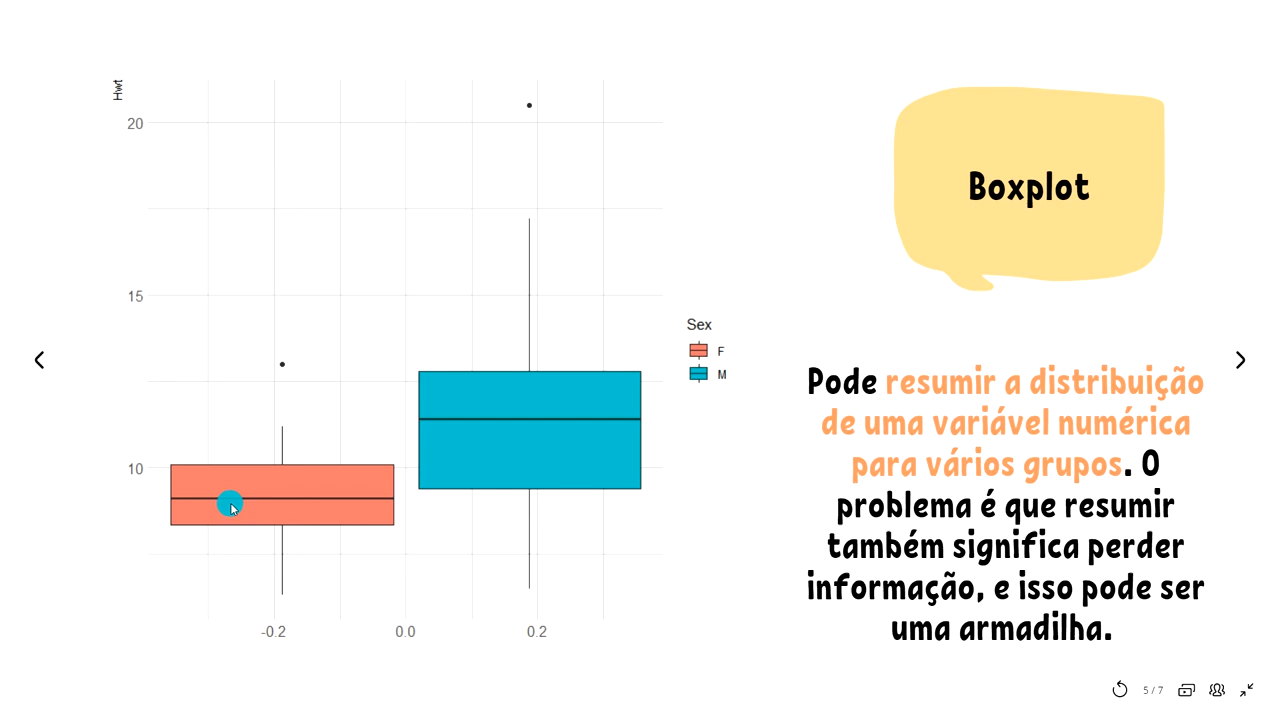 Hwt
20
15
10
-0.2
0.0
0.2
Sex
F
M
Boxplot
Pode resumir a distribuição
de uma variável numérica
para vários grupos. O
problema é que resumir
também significa perder
informação, e isso pode ser
uma armadilha.
5 / 7